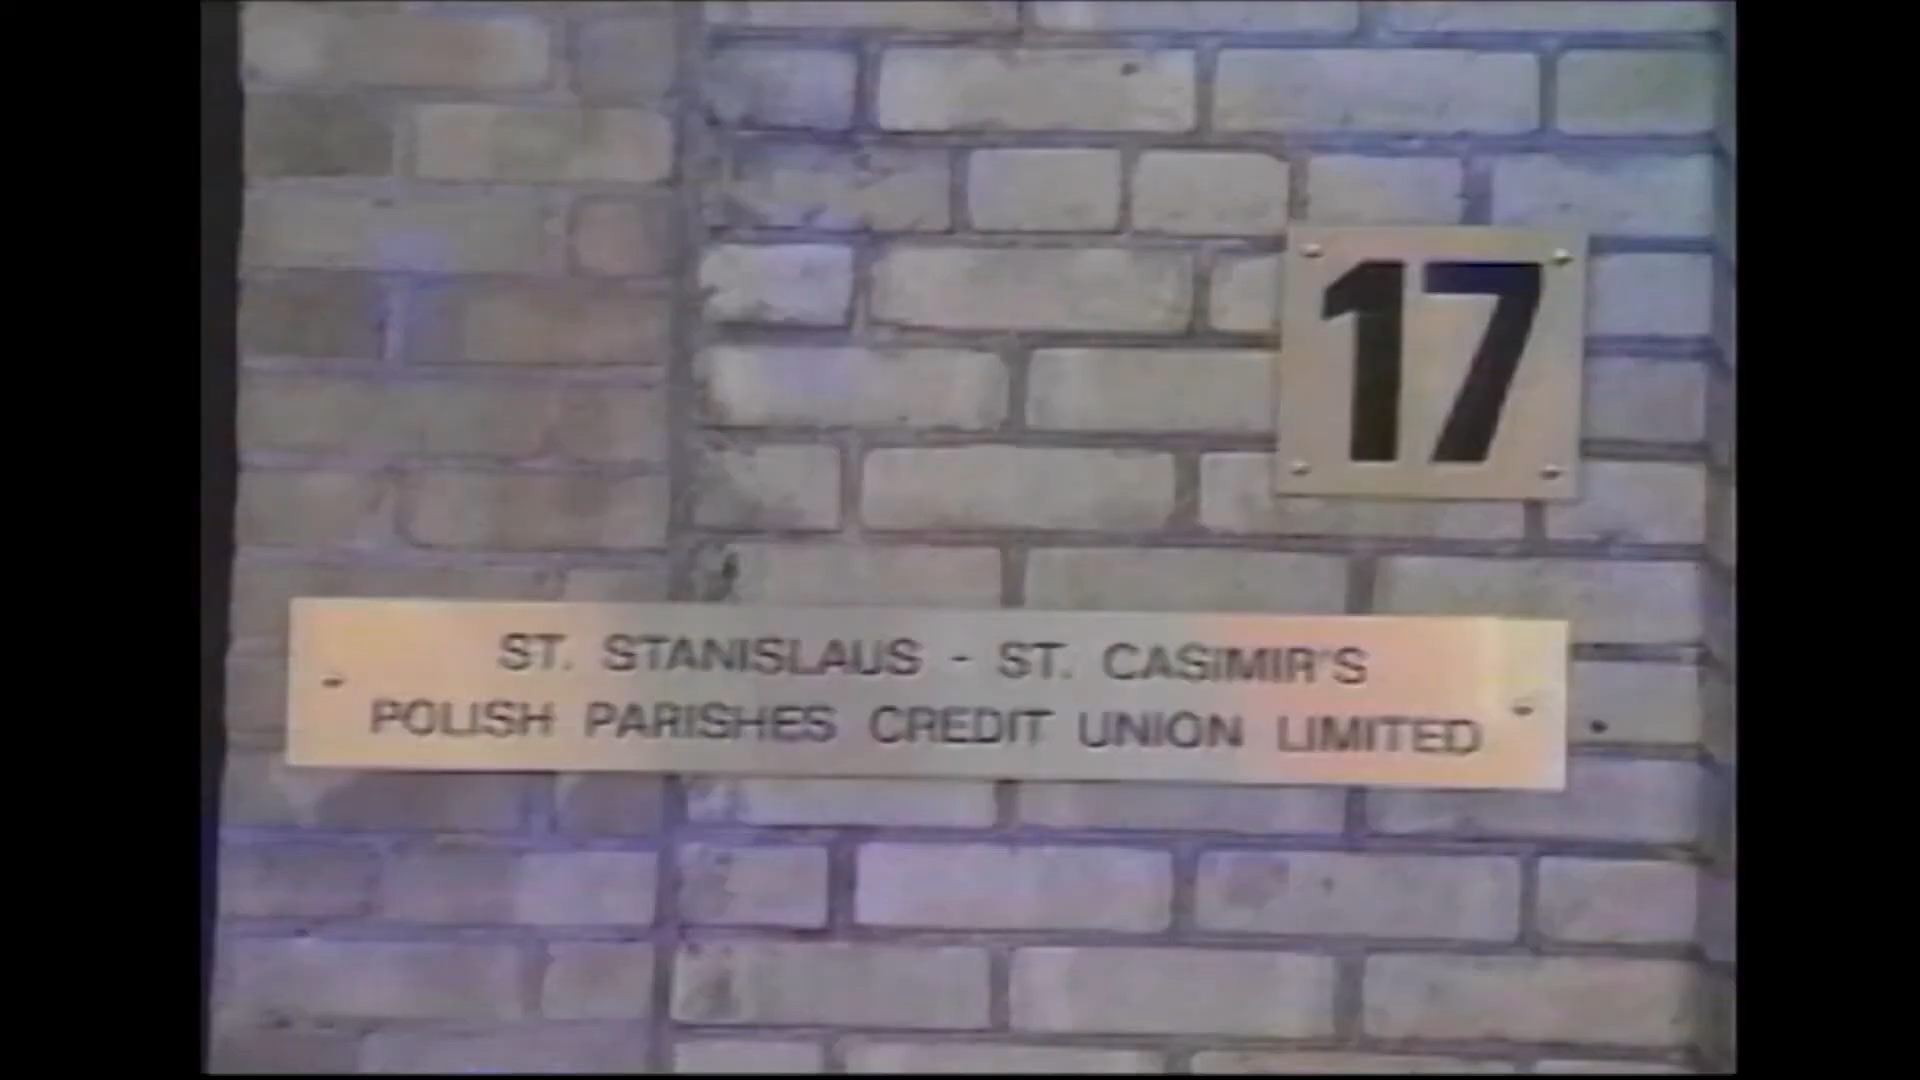 17
ST. STANISLAUS - ST. CASIMIR'S
POLISH PARISHES CREDIT UNION LIMITED